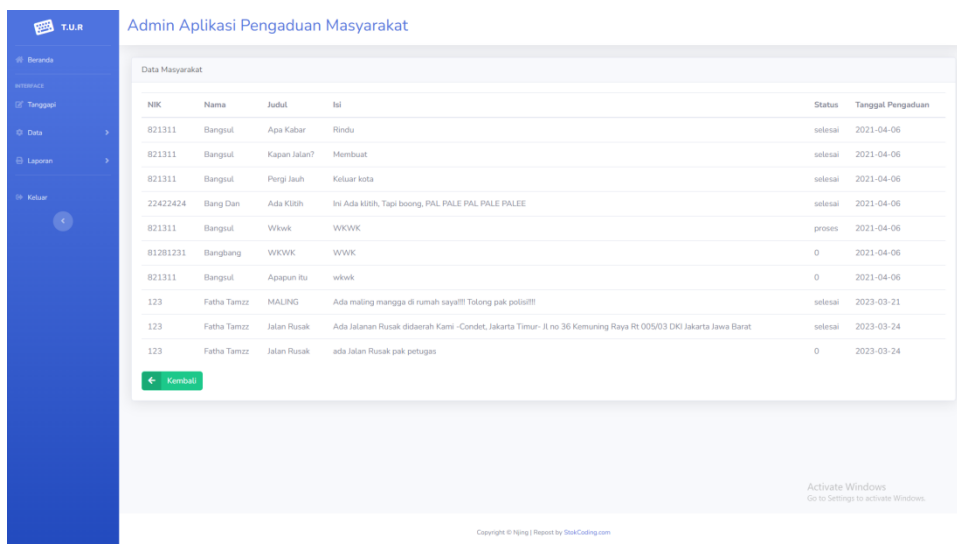 T.U.R
Admin Aplikasi Pengaduan Masyarakat
Beranda
INTERFACE
Tanggapi
Data
Laporan
Keluar
Data Masyarakat
NIK Nama Judul Isi Status Tanggal Pengaduan
821311 Bangsul Apa Kabar Rindu selesai 2021-04-06
821311 Bangsul Kapan Jalan? Membuat selesai 2021-04-06
821311 Bangsul Pergi Jauh Keluar kota selesai 2021-04-06
22422424 Bang Dan Ada Klitih Ini Ada klitih, Tapi boong, PAL PALE PAL PALE PALEE selesai 2021-04-06
821311 Bangsul Wkwk WKWK proses 2021-04-06
81281231 Bangbang WKWK WWK 0 2021-04-06
821311 Bangsul Apapun itu wkwk 0 2021-04-06
123 Fatha Tamzz MALING Ada maling mangga di rumah saya!!!! Tolong pak polisi!!!! selesai 2023-03-21
123 Fatha Tamzz Jalan Rusak Ada Jalanan Rusak didaerah Kami -Condet, Jakarta Timur- Jl no 36 Kemuning Raya Rt 005/03 DKI Jakarta Jawa Barat selesai 2023-03-24
123 Fatha Tamzz Jalan Rusak ada Jalan Rusak pak petugas 0 2023-03-24
Kembali
Activate Windows
Go to Settings to activate Windows.
Copyright © Njing | Repost by StokCoding.com